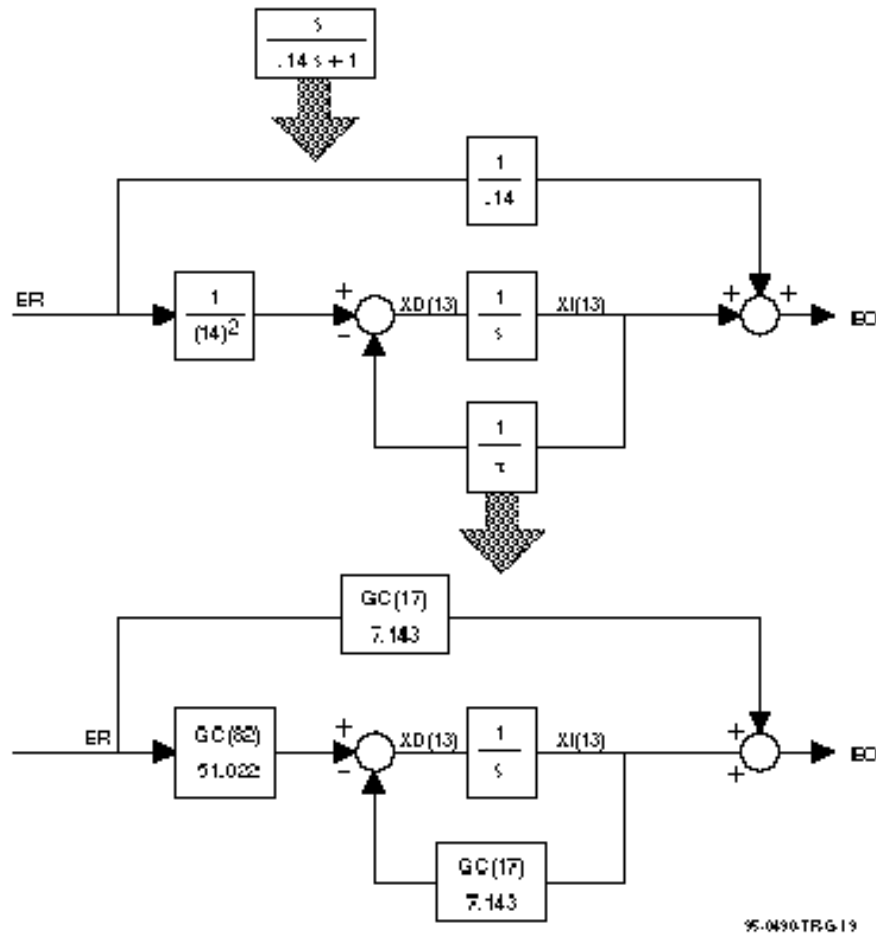 s
.14 s + 1
1
.14
ER
1
(14)2
+
−
XD(13)
1
s
XI(13)
+
+
EO
1
τ
GC(17)
7.143
ER
GC(82)
51.022
+
−
XD(13)
1
s
XI(13)
+
+
EO
GC(17)
7.143
95-0490-TR-G-19